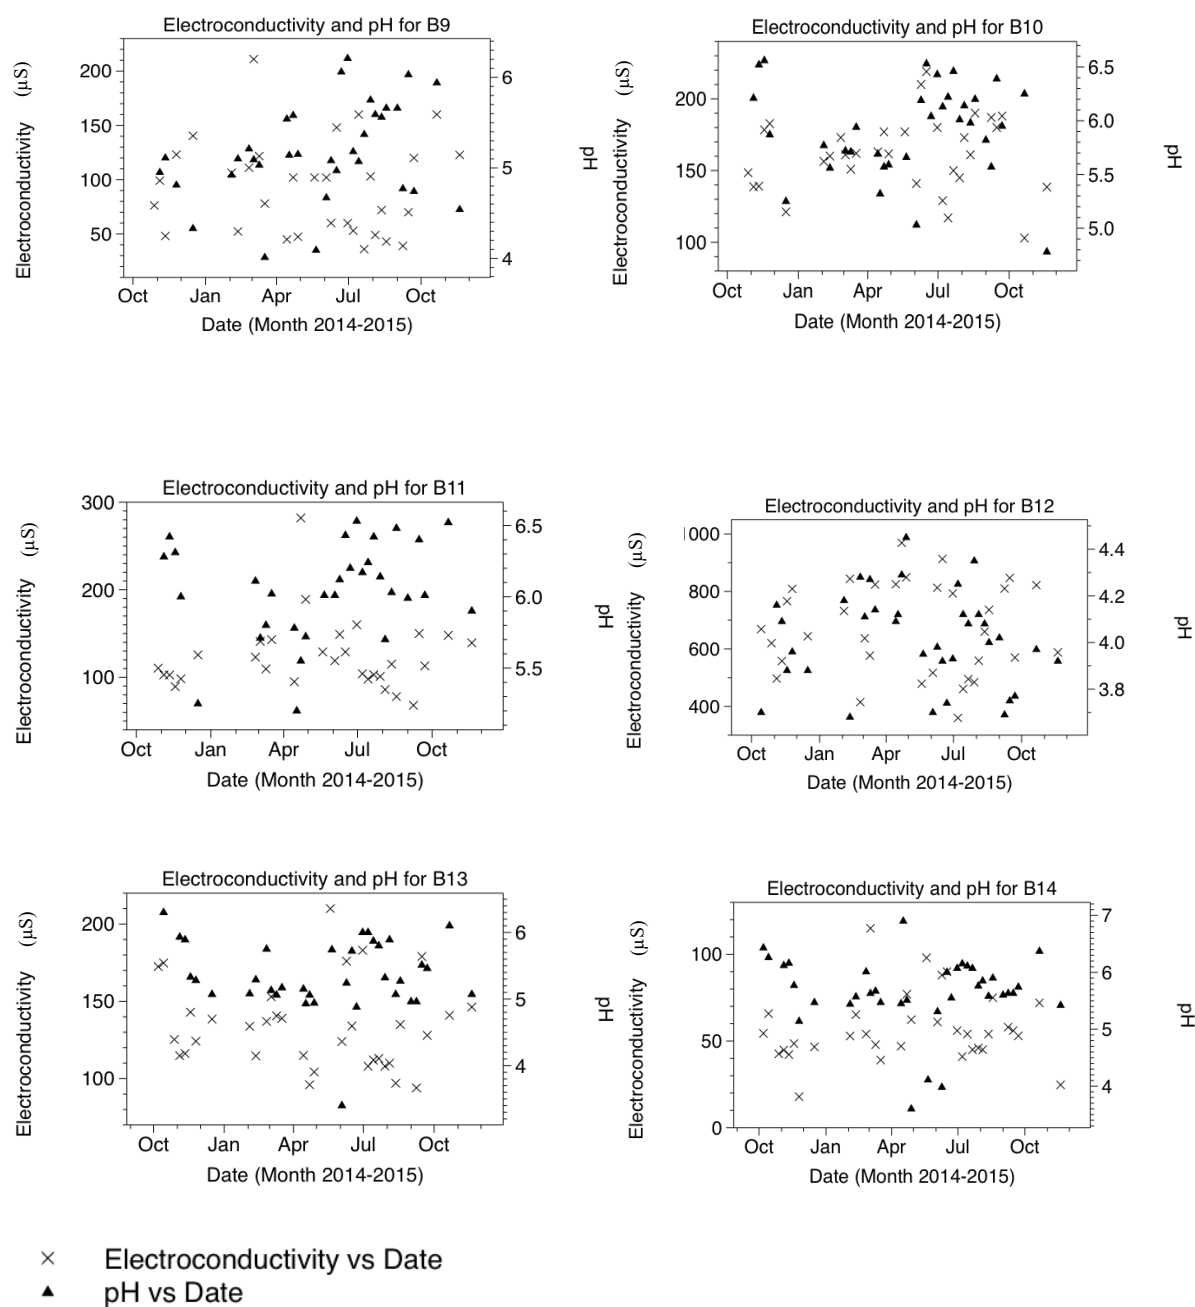 Electroconductivity and pH for B9
Electroconductivity (µS)
200
150
100
50
6
5
4
pH
Oct Jan Apr Jul Oct
Date (Month 2014-2015)
Electroconductivity and pH for B10
Electroconductivity (µS)
200
150
100
6.5
6.0
5.5
5.0
pH
Oct Jan Apr Jul Oct
Date (Month 2014-2015)
Electroconductivity and pH for B11
Electroconductivity (µS)
300
200
100
6.5
6.0
5.5
pH
Oct Jan Apr Jul Oct
Date (Month 2014-2015)
Electroconductivity and pH for B12
Electroconductivity (µS)
1000
800
600
400
4.4
4.2
4.0
3.8
pH
Oct Jan Apr Jul Oct
Date (Month 2014-2015)
Electroconductivity and pH for B13
Electroconductivity (µS)
200
150
100
6
5
4
pH
Oct Jan Apr Jul Oct
Date (Month 2014-2015)
Electroconductivity and pH for B14
Electroconductivity (µS)
100
50
0
7
6
5
4
pH
Oct Jan Apr Jul Oct
Date (Month 2014-2015)
Electroconductivity vs Date
pH vs Date